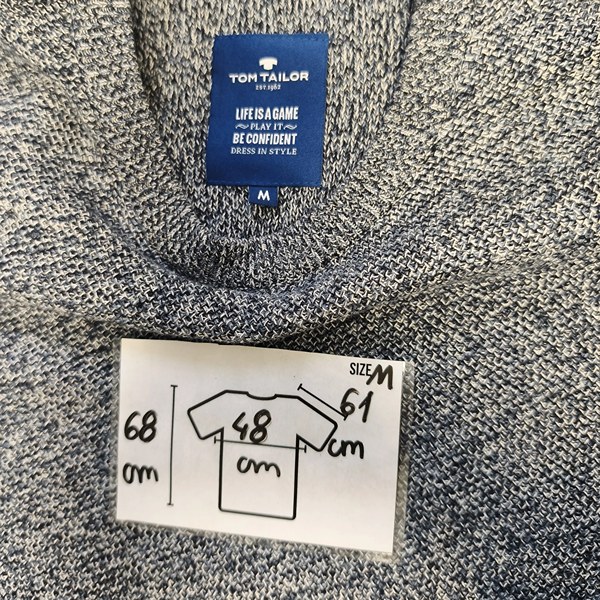 TOM TAILOR
EST.1962
LIFE IS A GAME
PLAY IT
BE CONFIDENT
DRESS IN STYLE
M
SIZE M
61
cm
68
cm
48
cm